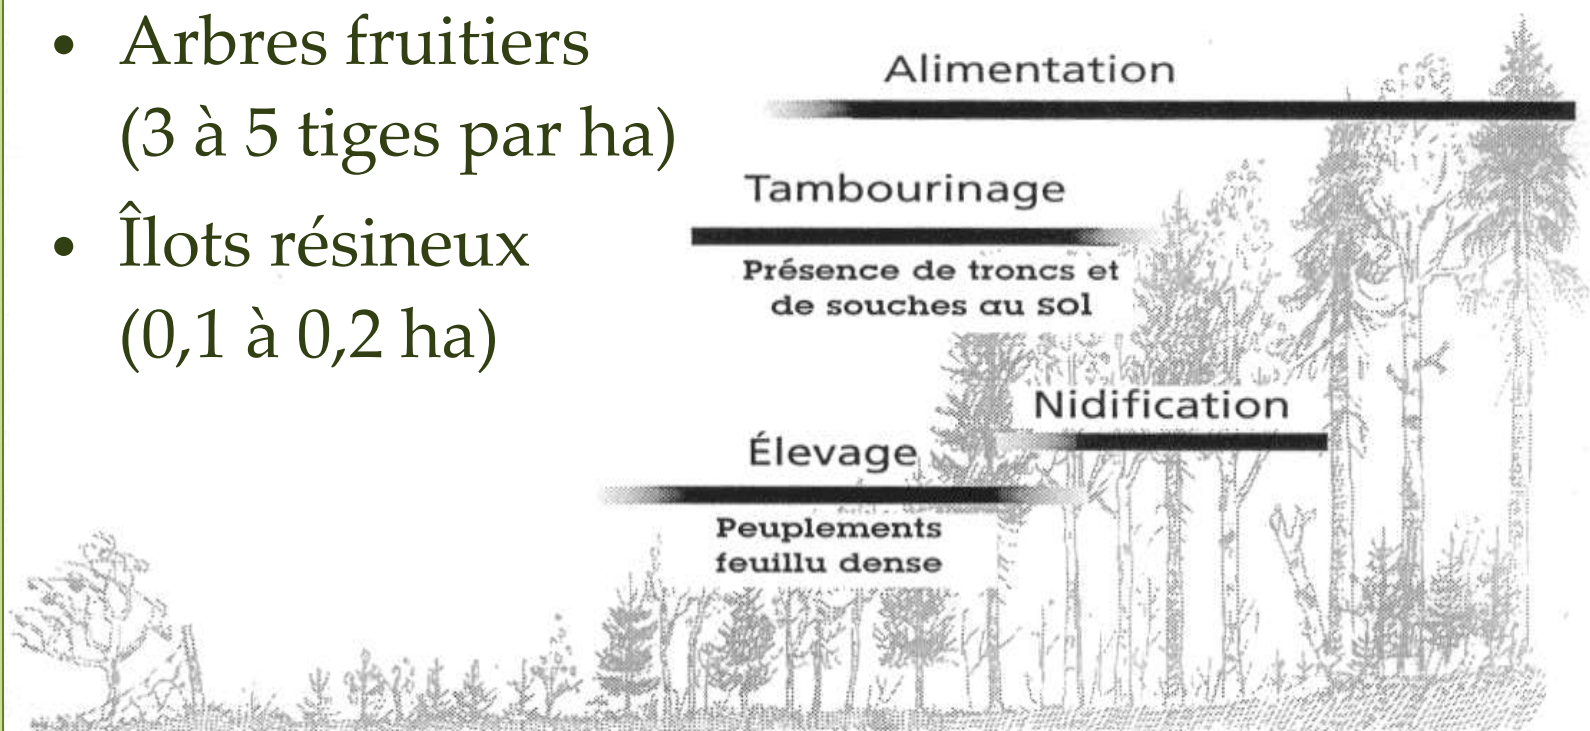 • Arbres fruitiers
(3 à 5 tiges par ha)
• Îlots résineux
(0,1 à 0,2 ha)
Alimentation
Tambourinage
Présence de troncs et
de souches au sol
Nidification
Élevage
Peuplements
feuillu dense